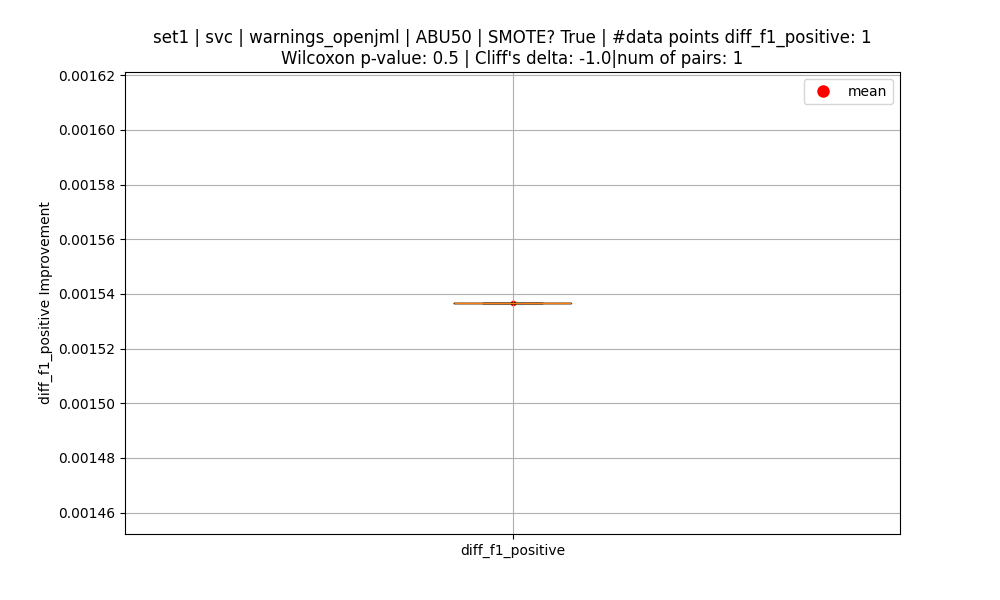 set1 | svc | warnings_openjml | ABU50 | SMOTE? True | #data points diff_f1_positive: 1
Wilcoxon p-value: 0.5 | Cliff's delta: -1.0|num of pairs: 1
mean
0.00162
0.00160
0.00158
0.00156
0.00154
0.00152
0.00150
0.00148
0.00146
diff_f1_positive Improvement
diff_f1_positive